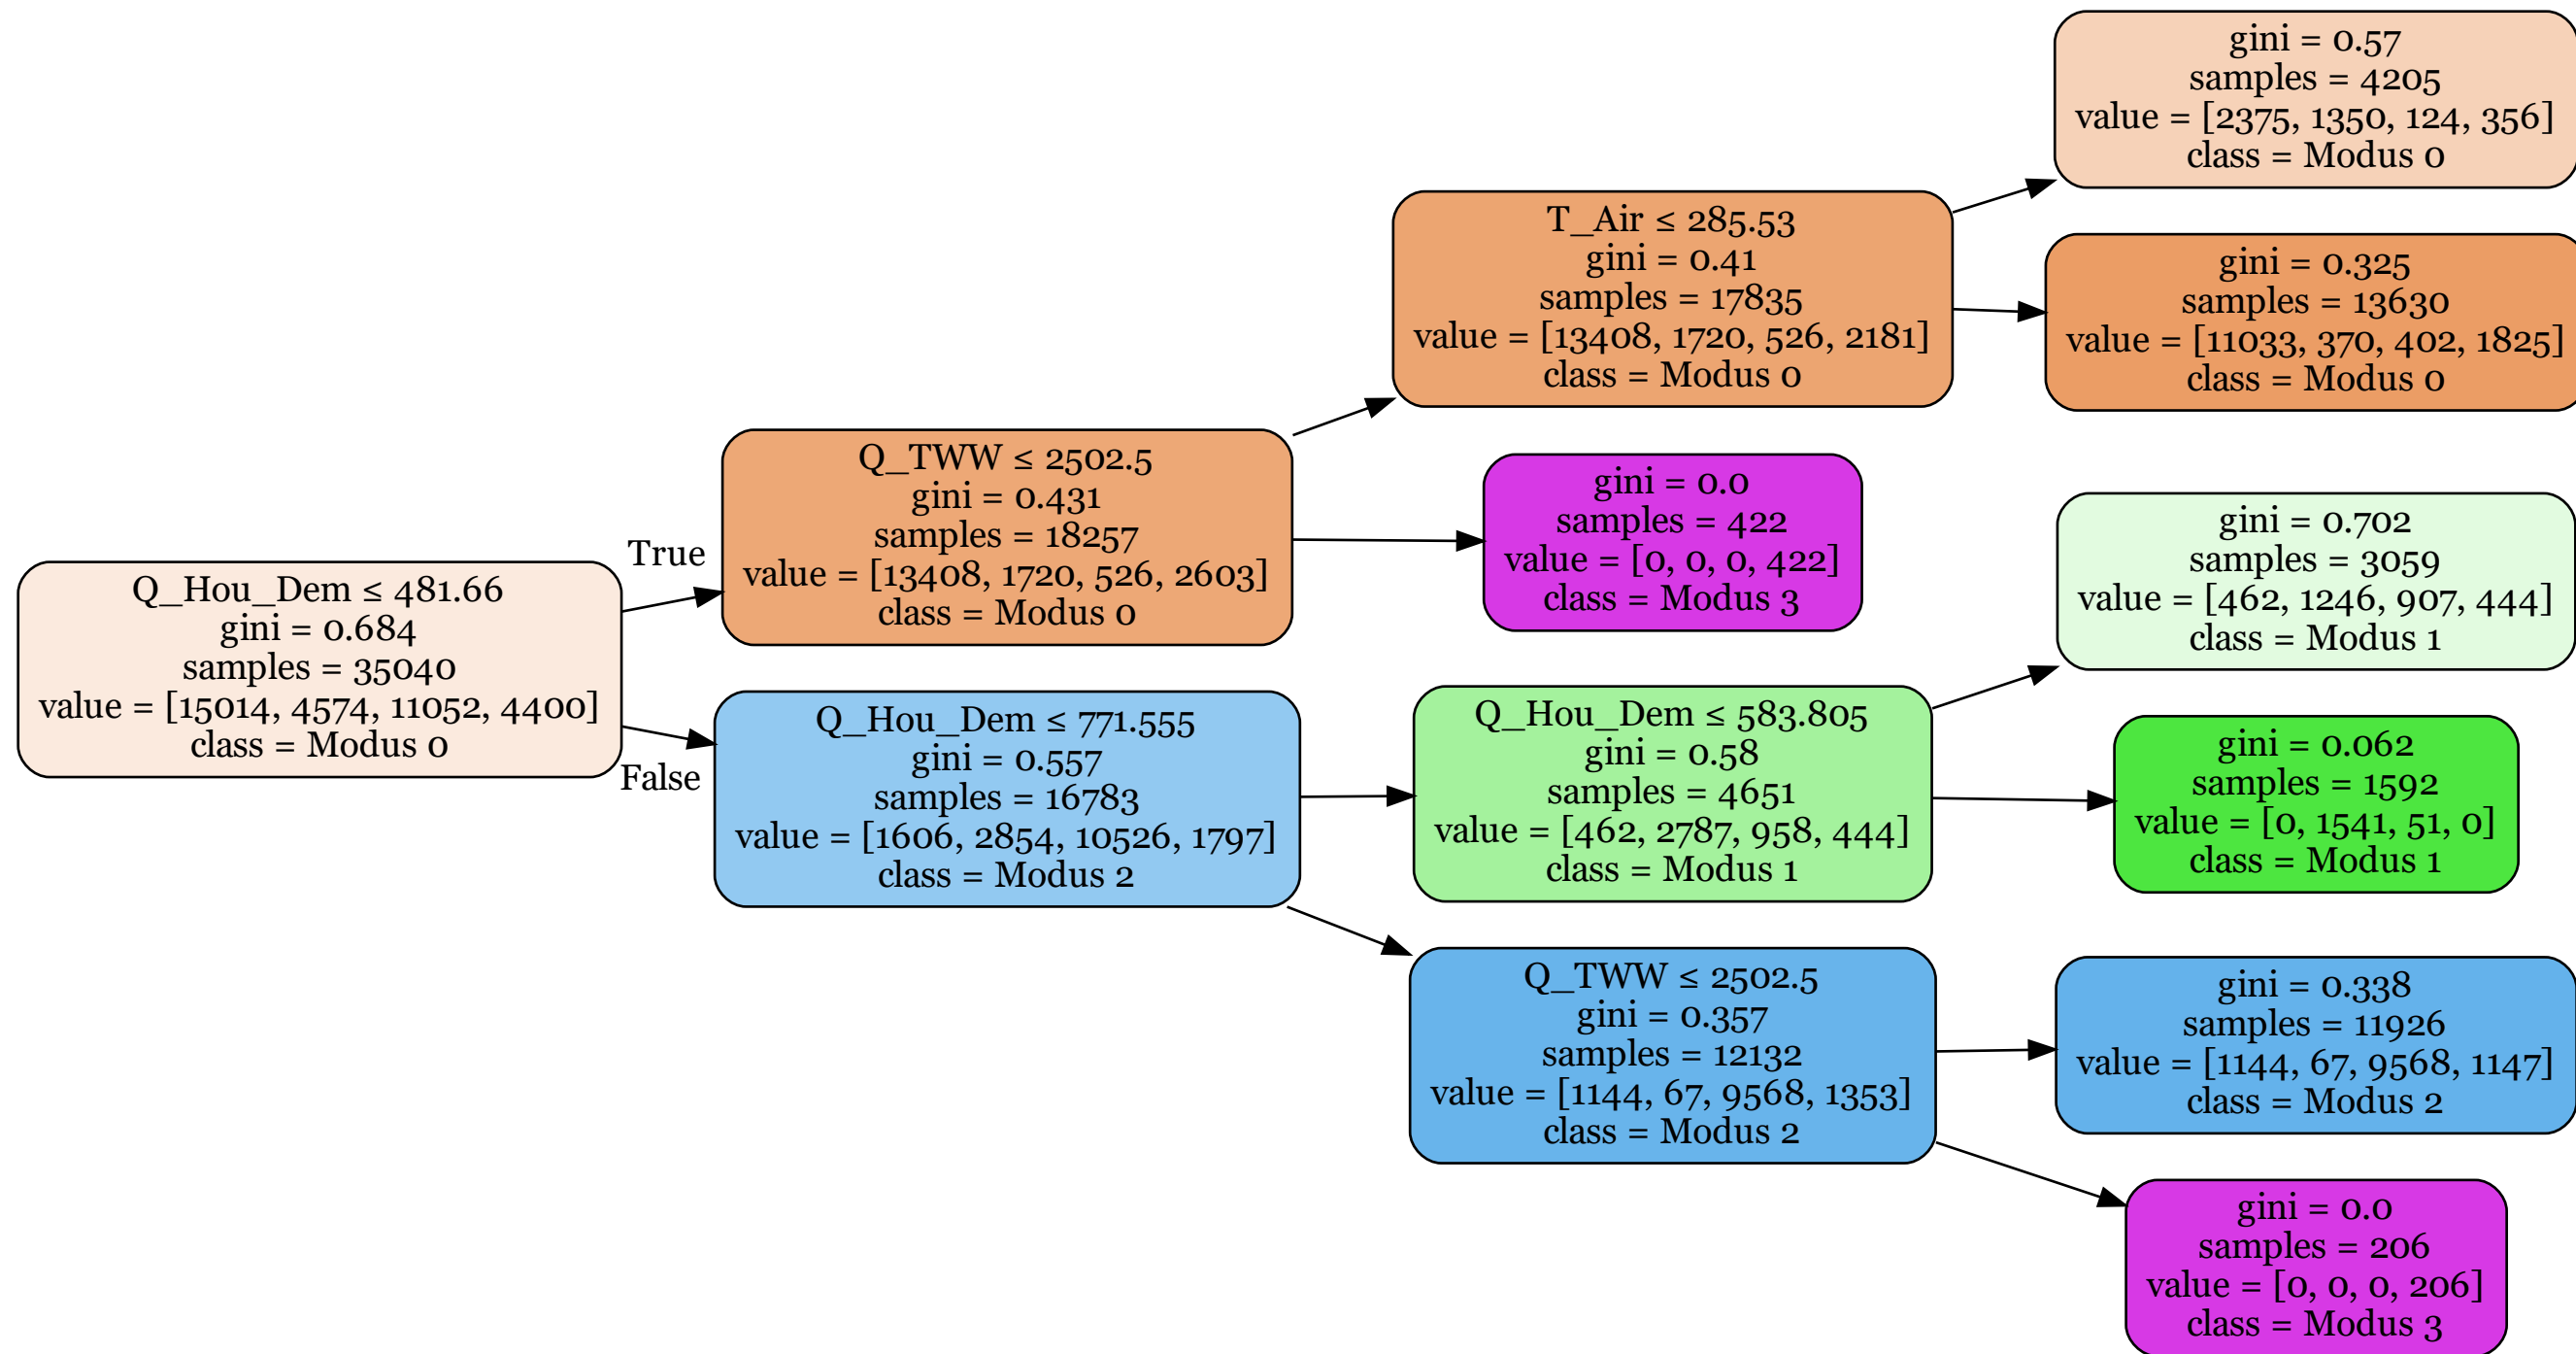 Q_Hou_Dem ≤ 481.66
gini = 0.684
samples = 35040
value = [15014, 4574, 11052, 4400]
class = Modus 0
True
False
Q_TWW ≤ 2502.5
gini = 0.431
samples = 18257
value = [13408, 1720, 526, 2603]
class = Modus 0
Q_Hou_Dem ≤ 771.555
gini = 0.557
samples = 16783
value = [1606, 2854, 10526, 1797]
class = Modus 2
T_Air ≤ 285.53
gini = 0.41
samples = 17835
value = [13408, 1720, 526, 2181]
class = Modus 0
gini = 0.0
samples = 422
value = [0, 0, 0, 422]
class = Modus 3
Q_Hou_Dem ≤ 583.805
gini = 0.58
samples = 4651
value = [462, 2787, 958, 444]
class = Modus 1
Q_TWW ≤ 2502.5
gini = 0.357
samples = 12132
value = [1144, 67, 9568, 1353]
class = Modus 2
gini = 0.57
samples = 4205
value = [2375, 1350, 124, 356]
class = Modus 0
gini = 0.325
samples = 13630
value = [11033, 370, 402, 1825]
class = Modus 0
gini = 0.702
samples = 3059
value = [462, 1246, 907, 444]
class = Modus 1
gini = 0.062
samples = 1592
value = [0, 1541, 51, 0]
class = Modus 1
gini = 0.338
samples = 11926
value = [1144, 67, 9568, 1147]
class = Modus 2
gini = 0.0
samples = 206
value = [0, 0, 0, 206]
class = Modus 3